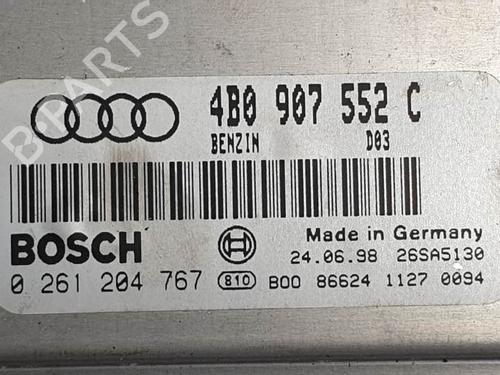 B-PARTS
4B0 907 552 C
BENZIN D03
BOSCH
Made in Germany
24.06.98 26SA5130
0 261 204 767 810 B00 86624 1127 0094